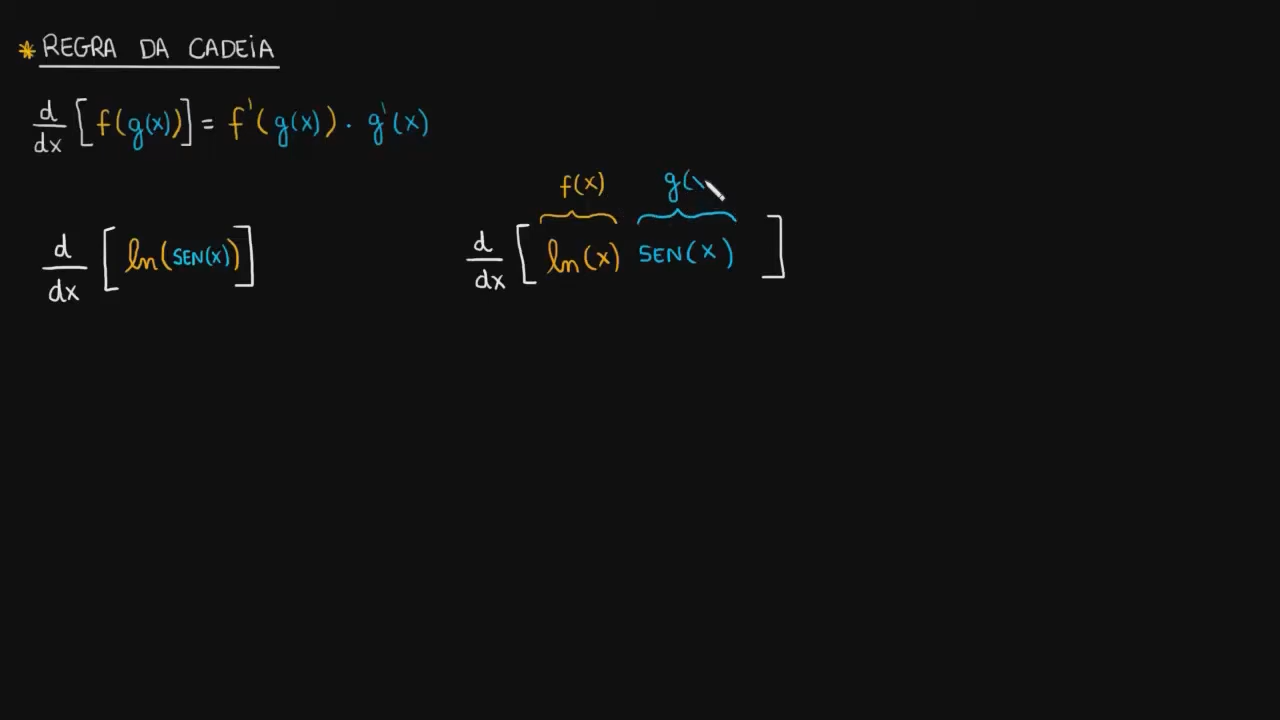 * REGRA DA CADEIA
d/dx [f(g(x))] = f'(g(x)) · g'(x)
f(x) g(
d/dx [ln(SEN(x))]
d/dx [ln(x) SEN(x) ]